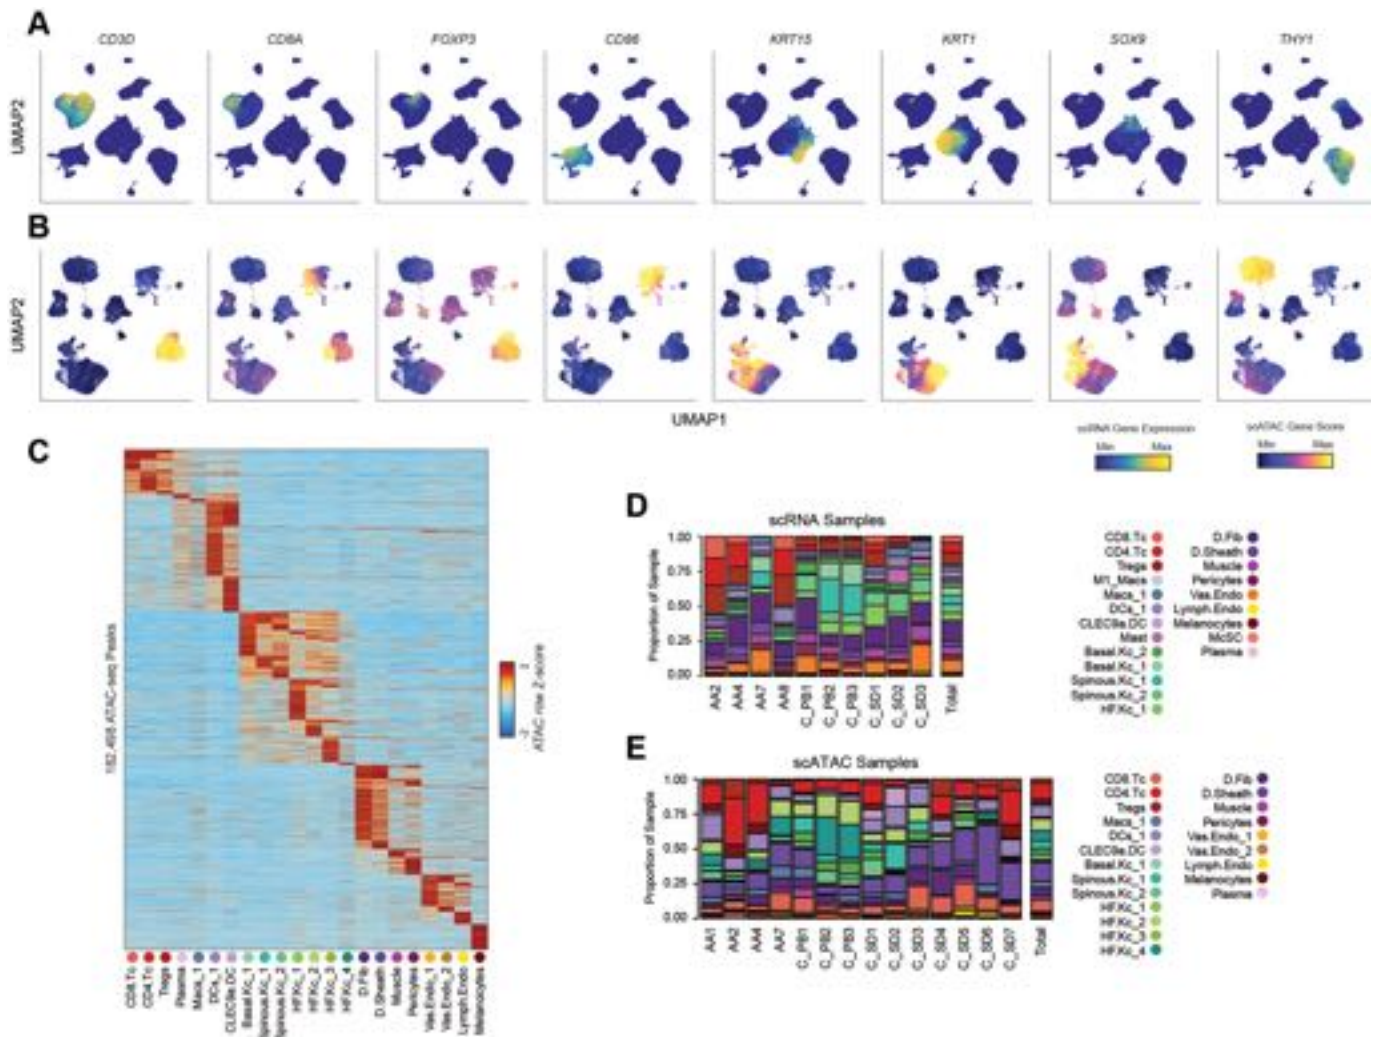 A
CD3D CD8A FOXP3 CD86 KRT15 KRT1 SOX9 THY1
UMAP2
B
UMAP2
UMAP1
scRNA Gene Expression
Min Max
scATAC Gene Score
Min Max
C
182,498 ATAC-seq Peaks
2
-2
ATAC row Z-score
CD8.Tc
CD4.Tc
Tregs
Plasma
Macs_1
DCs_1
CLEC9a.DC
Basal.Kc_1
Spinous.Kc_1
Spinous.Kc_2
HF.Kc_1
HF.Kc_2
HF.Kc_3
HF.Kc_4
D.Fib
D.Sheath
Muscle
Pericytes
Vas.Endo_1
Vas.Endo_2
Lymph.Endo
Melanocytes
D
scRNA Samples
Proportion of Sample
1.00
0.75
0.50
0.25
0.00
AA2 AA4 AA7 AA8 C_PB1 C_PB2 C_PB3 C_SD1 C_SD2 C_SD3 Total
CD8.Tc
CD4.Tc
Tregs
M1_Macs
Macs_1
DCs_1
CLEC9a.DC
Mast
Basal.Kc_2
Basal.Kc_1
Spinous.Kc_1
Spinous.Kc_2
HF.Kc_1
D.Fib
D.Sheath
Muscle
Pericytes
Vas.Endo
Lymph.Endo
Melanocytes
McSC
Plasma
E
scATAC Samples
Proportion of Sample
1.00
0.75
0.50
0.25
0.00
AA1 AA2 AA4 AA7 C_PB1 C_PB2 C_PB3 C_SD1 C_SD2 C_SD3 C_SD4 C_SD5 C_SD6 C_SD7 Total
CD8.Tc
CD4.Tc
Tregs
Macs_1
DCs_1
CLEC9a.DC
Basal.Kc_1
Spinous.Kc_1
Spinous.Kc_2
HF.Kc_1
HF.Kc_2
HF.Kc_3
HF.Kc_4
D.Fib
D.Sheath
Muscle
Pericytes
Vas.Endo_1
Vas.Endo_2
Lymph.Endo
Melanocytes
Plasma